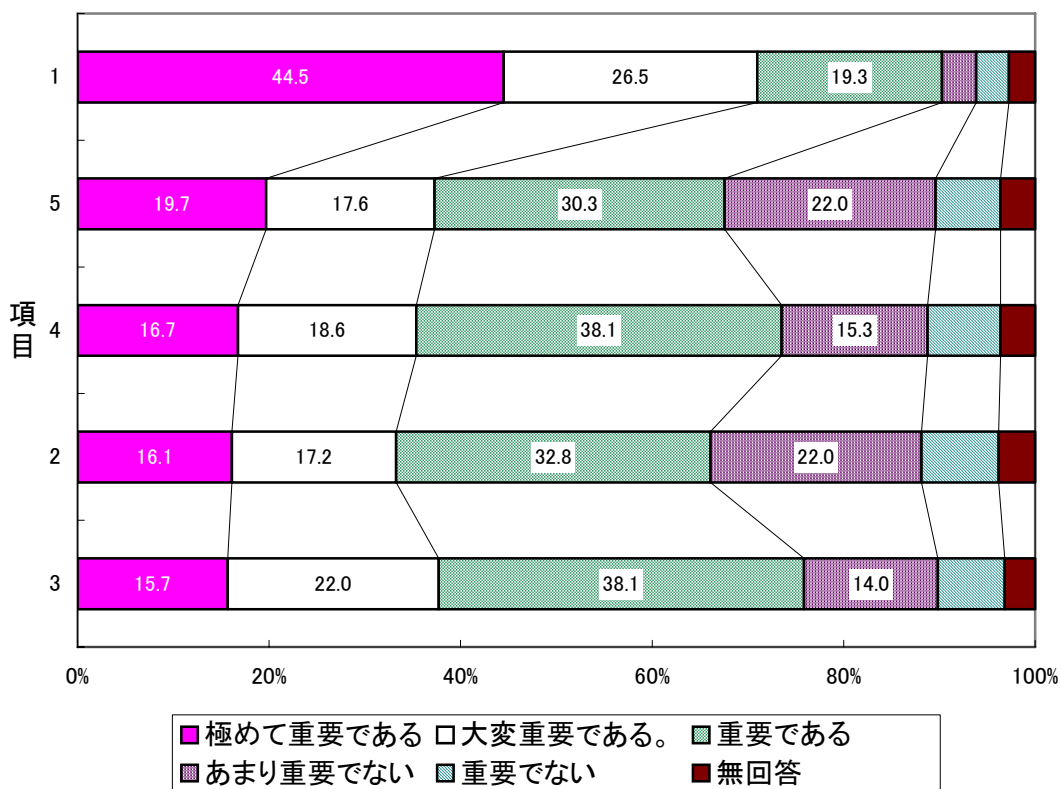 1 44.5 26.5 19.3
5 19.7 17.6 30.3 22.0
項目
4 16.7 18.6 38.1 15.3
2 16.1 17.2 32.8 22.0
3 15.7 22.0 38.1 14.0
0% 20% 40% 60% 80% 100%
極めて重要である 大変重要である。 重要である
あまり重要でない 重要でない 無回答